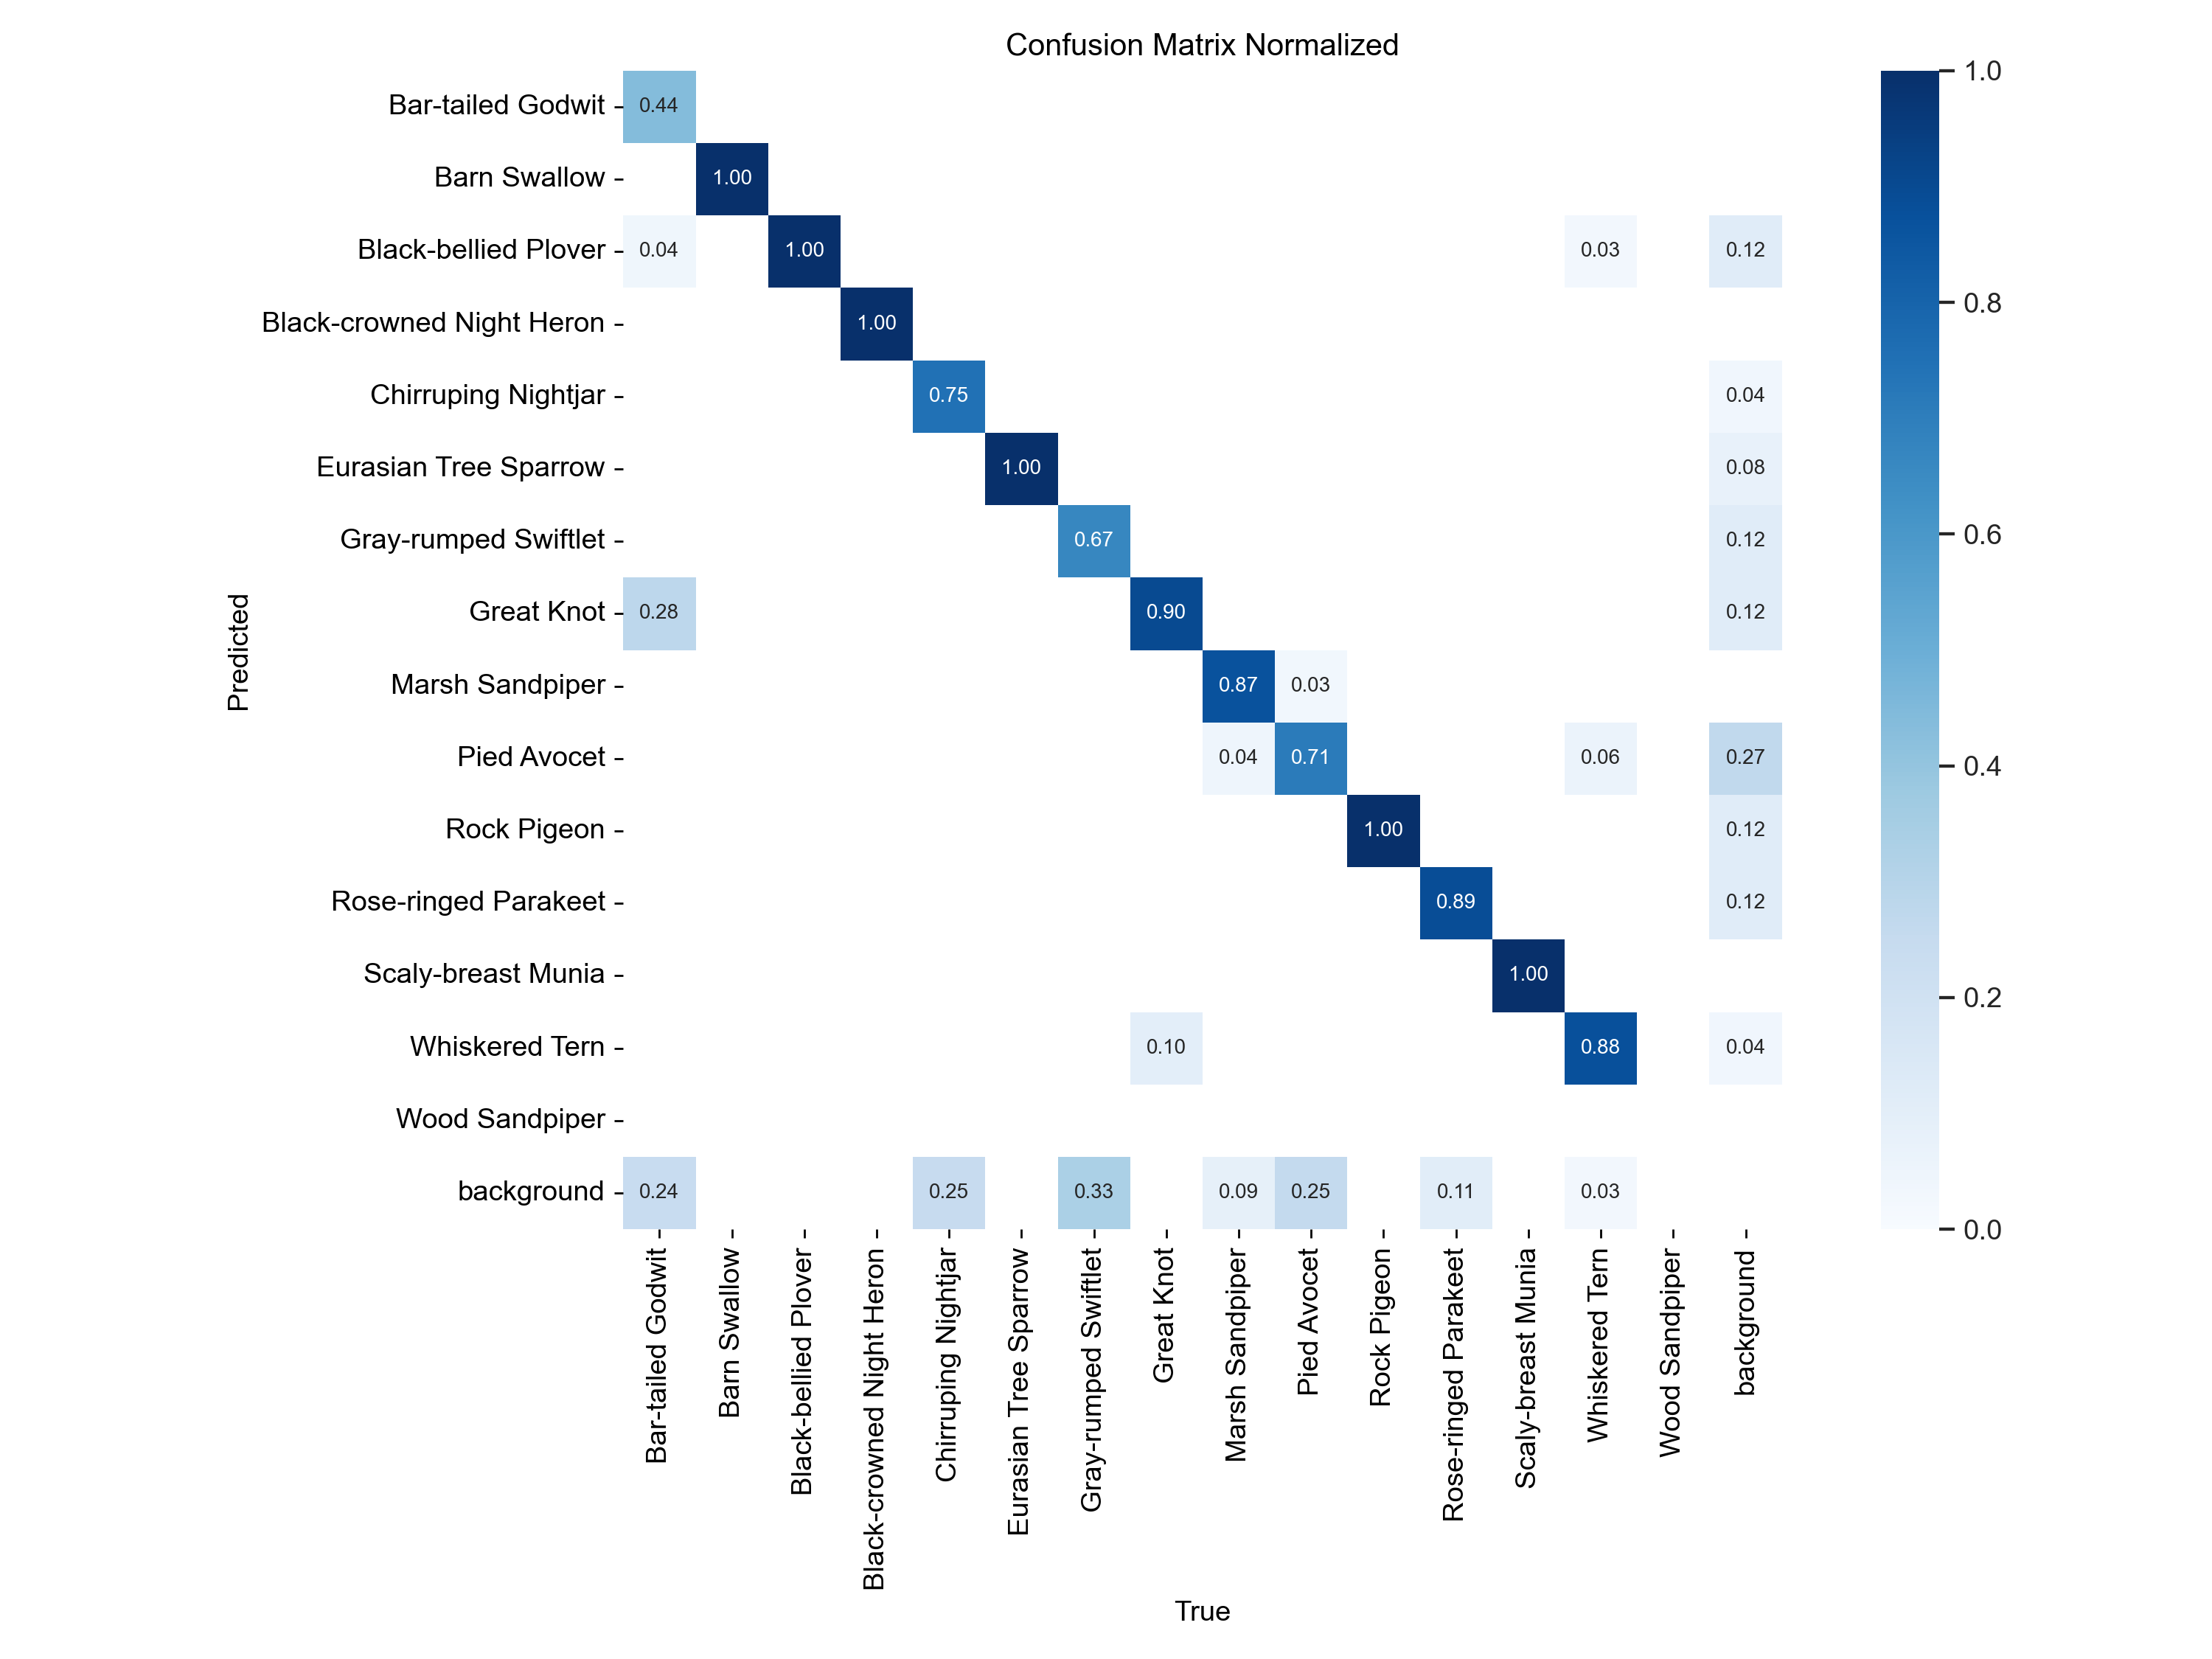 Confusion Matrix Normalized
Bar-tailed Godwit 0.44
Barn Swallow 1.00
Black-bellied Plover 0.04 1.00 0.03 0.12
Black-crowned Night Heron 1.00
Chirruping Nightjar 0.75 0.04
Eurasian Tree Sparrow 1.00 0.08
Gray-rumped Swiftlet 0.67 0.12
Great Knot 0.28 0.90 0.12
Marsh Sandpiper 0.87 0.03
Pied Avocet 0.04 0.71 0.06 0.27
Rock Pigeon 1.00 0.12
Rose-ringed Parakeet 0.89 0.12
Scaly-breast Munia 1.00
Whiskered Tern 0.10 0.88 0.04
Wood Sandpiper
background 0.24 0.25 0.33 0.09 0.25 0.11 0.03
Predicted
Bar-tailed Godwit
Barn Swallow
Black-bellied Plover
Black-crowned Night Heron
Chirruping Nightjar
Eurasian Tree Sparrow
Gray-rumped Swiftlet
Great Knot
Marsh Sandpiper
Pied Avocet
Rock Pigeon
Rose-ringed Parakeet
Scaly-breast Munia
Whiskered Tern
Wood Sandpiper
background
True
1.0
0.8
0.6
0.4
0.2
0.0